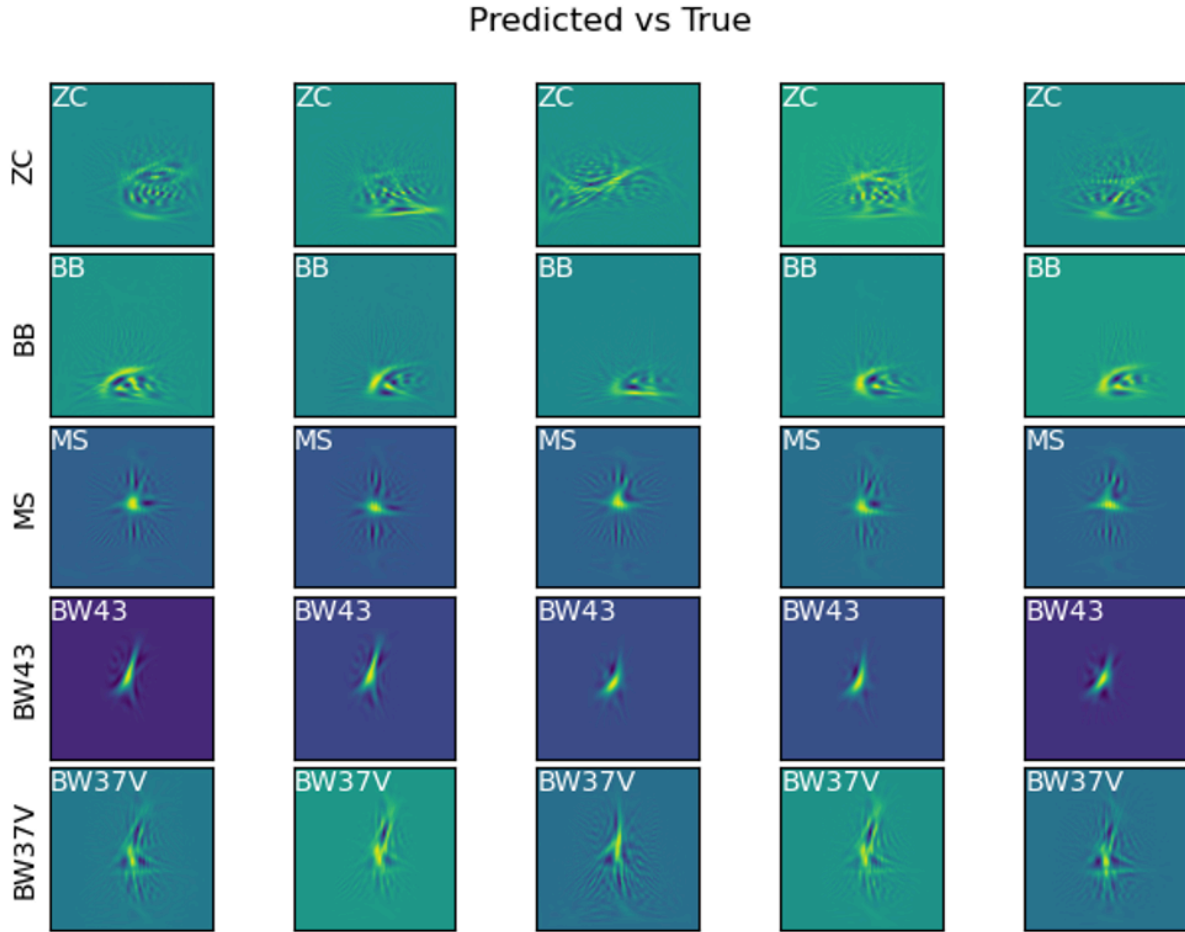 Predicted vs True
ZC ZC ZC ZC ZC ZC
BB BB BB BB BB BB
MS MS MS MS MS MS
BW43 BW43 BW43 BW43 BW43 BW43
BW37V BW37V BW37V BW37V BW37V BW37V